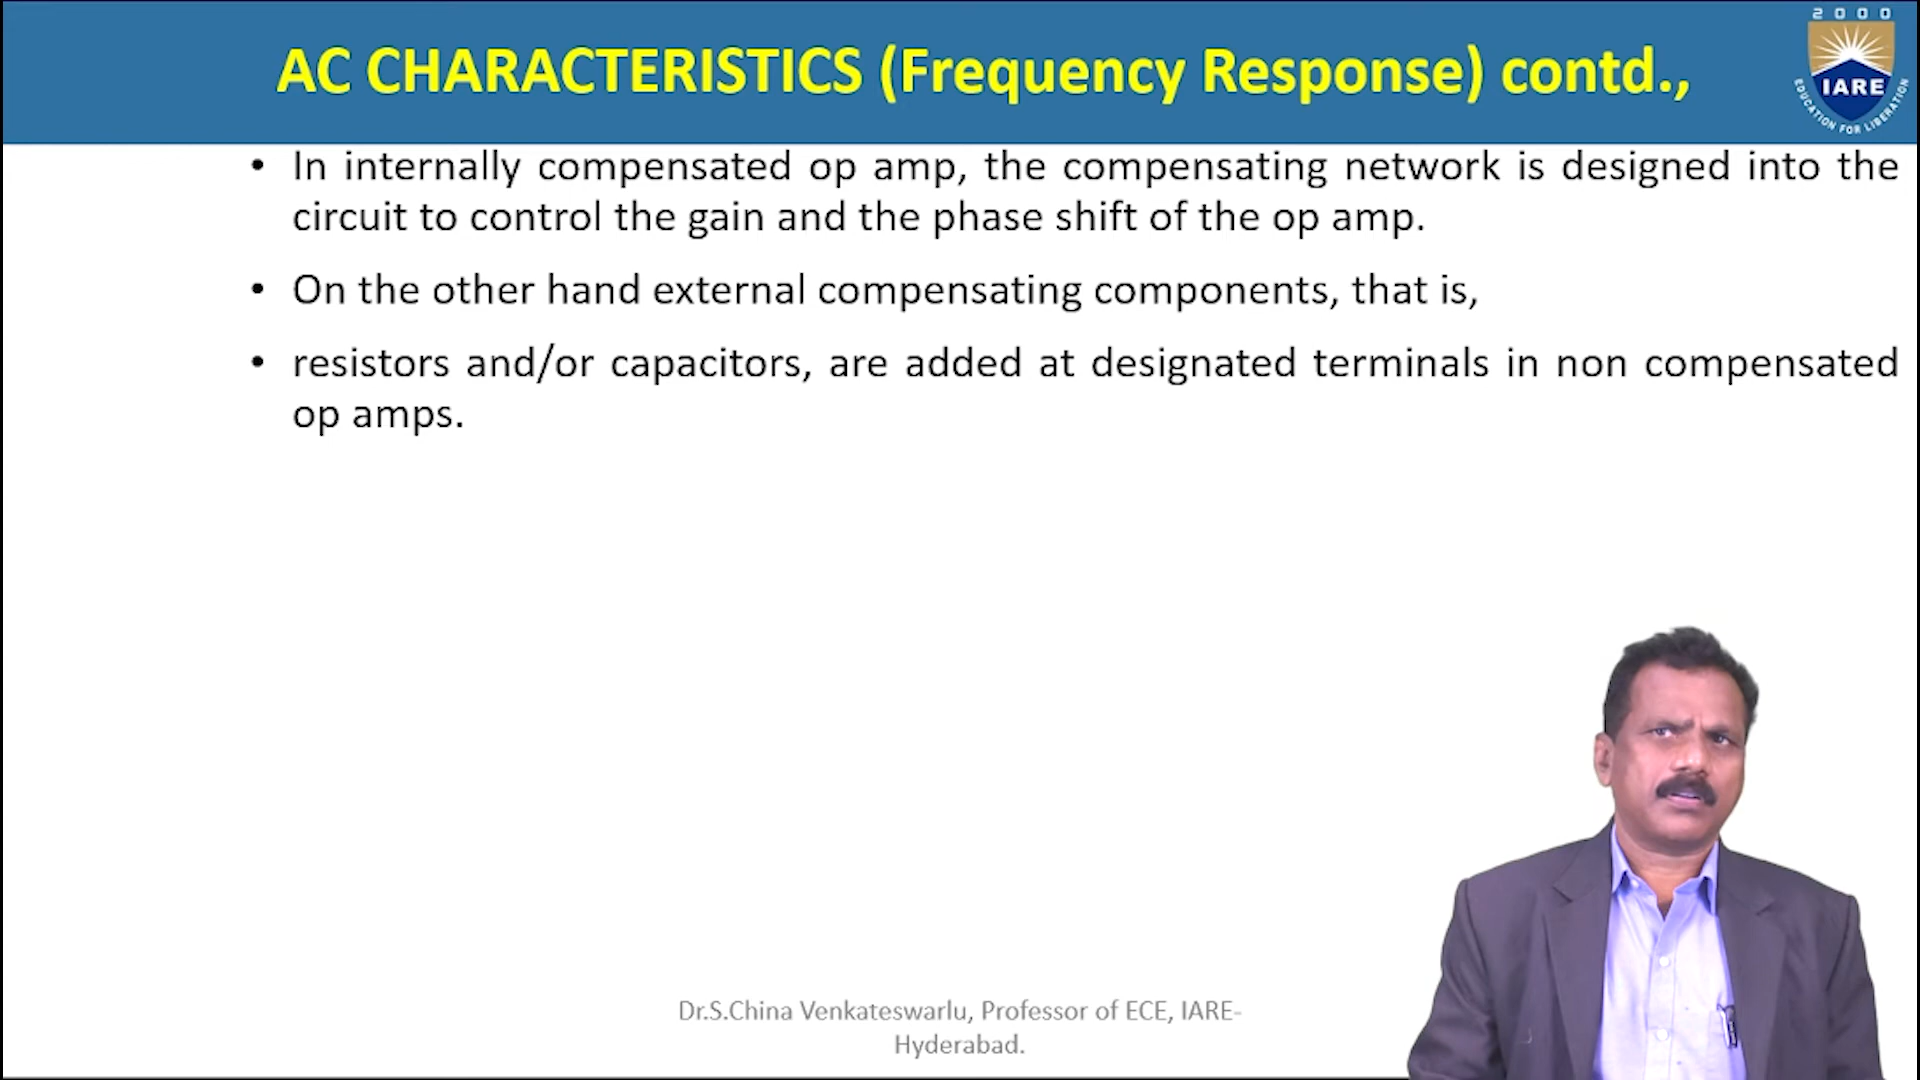 AC CHARACTERISTICS (Frequency Response) contd.,
2000
IARE
EDUCATION FOR LIBERATION
• In internally compensated op amp, the compensating network is designed into the
circuit to control the gain and the phase shift of the op amp.
• On the other hand external compensating components, that is,
• resistors and/or capacitors, are added at designated terminals in non compensated
op amps.
Dr.S.China Venkateswarlu, Professor of ECE, IARE-
Hyderabad.